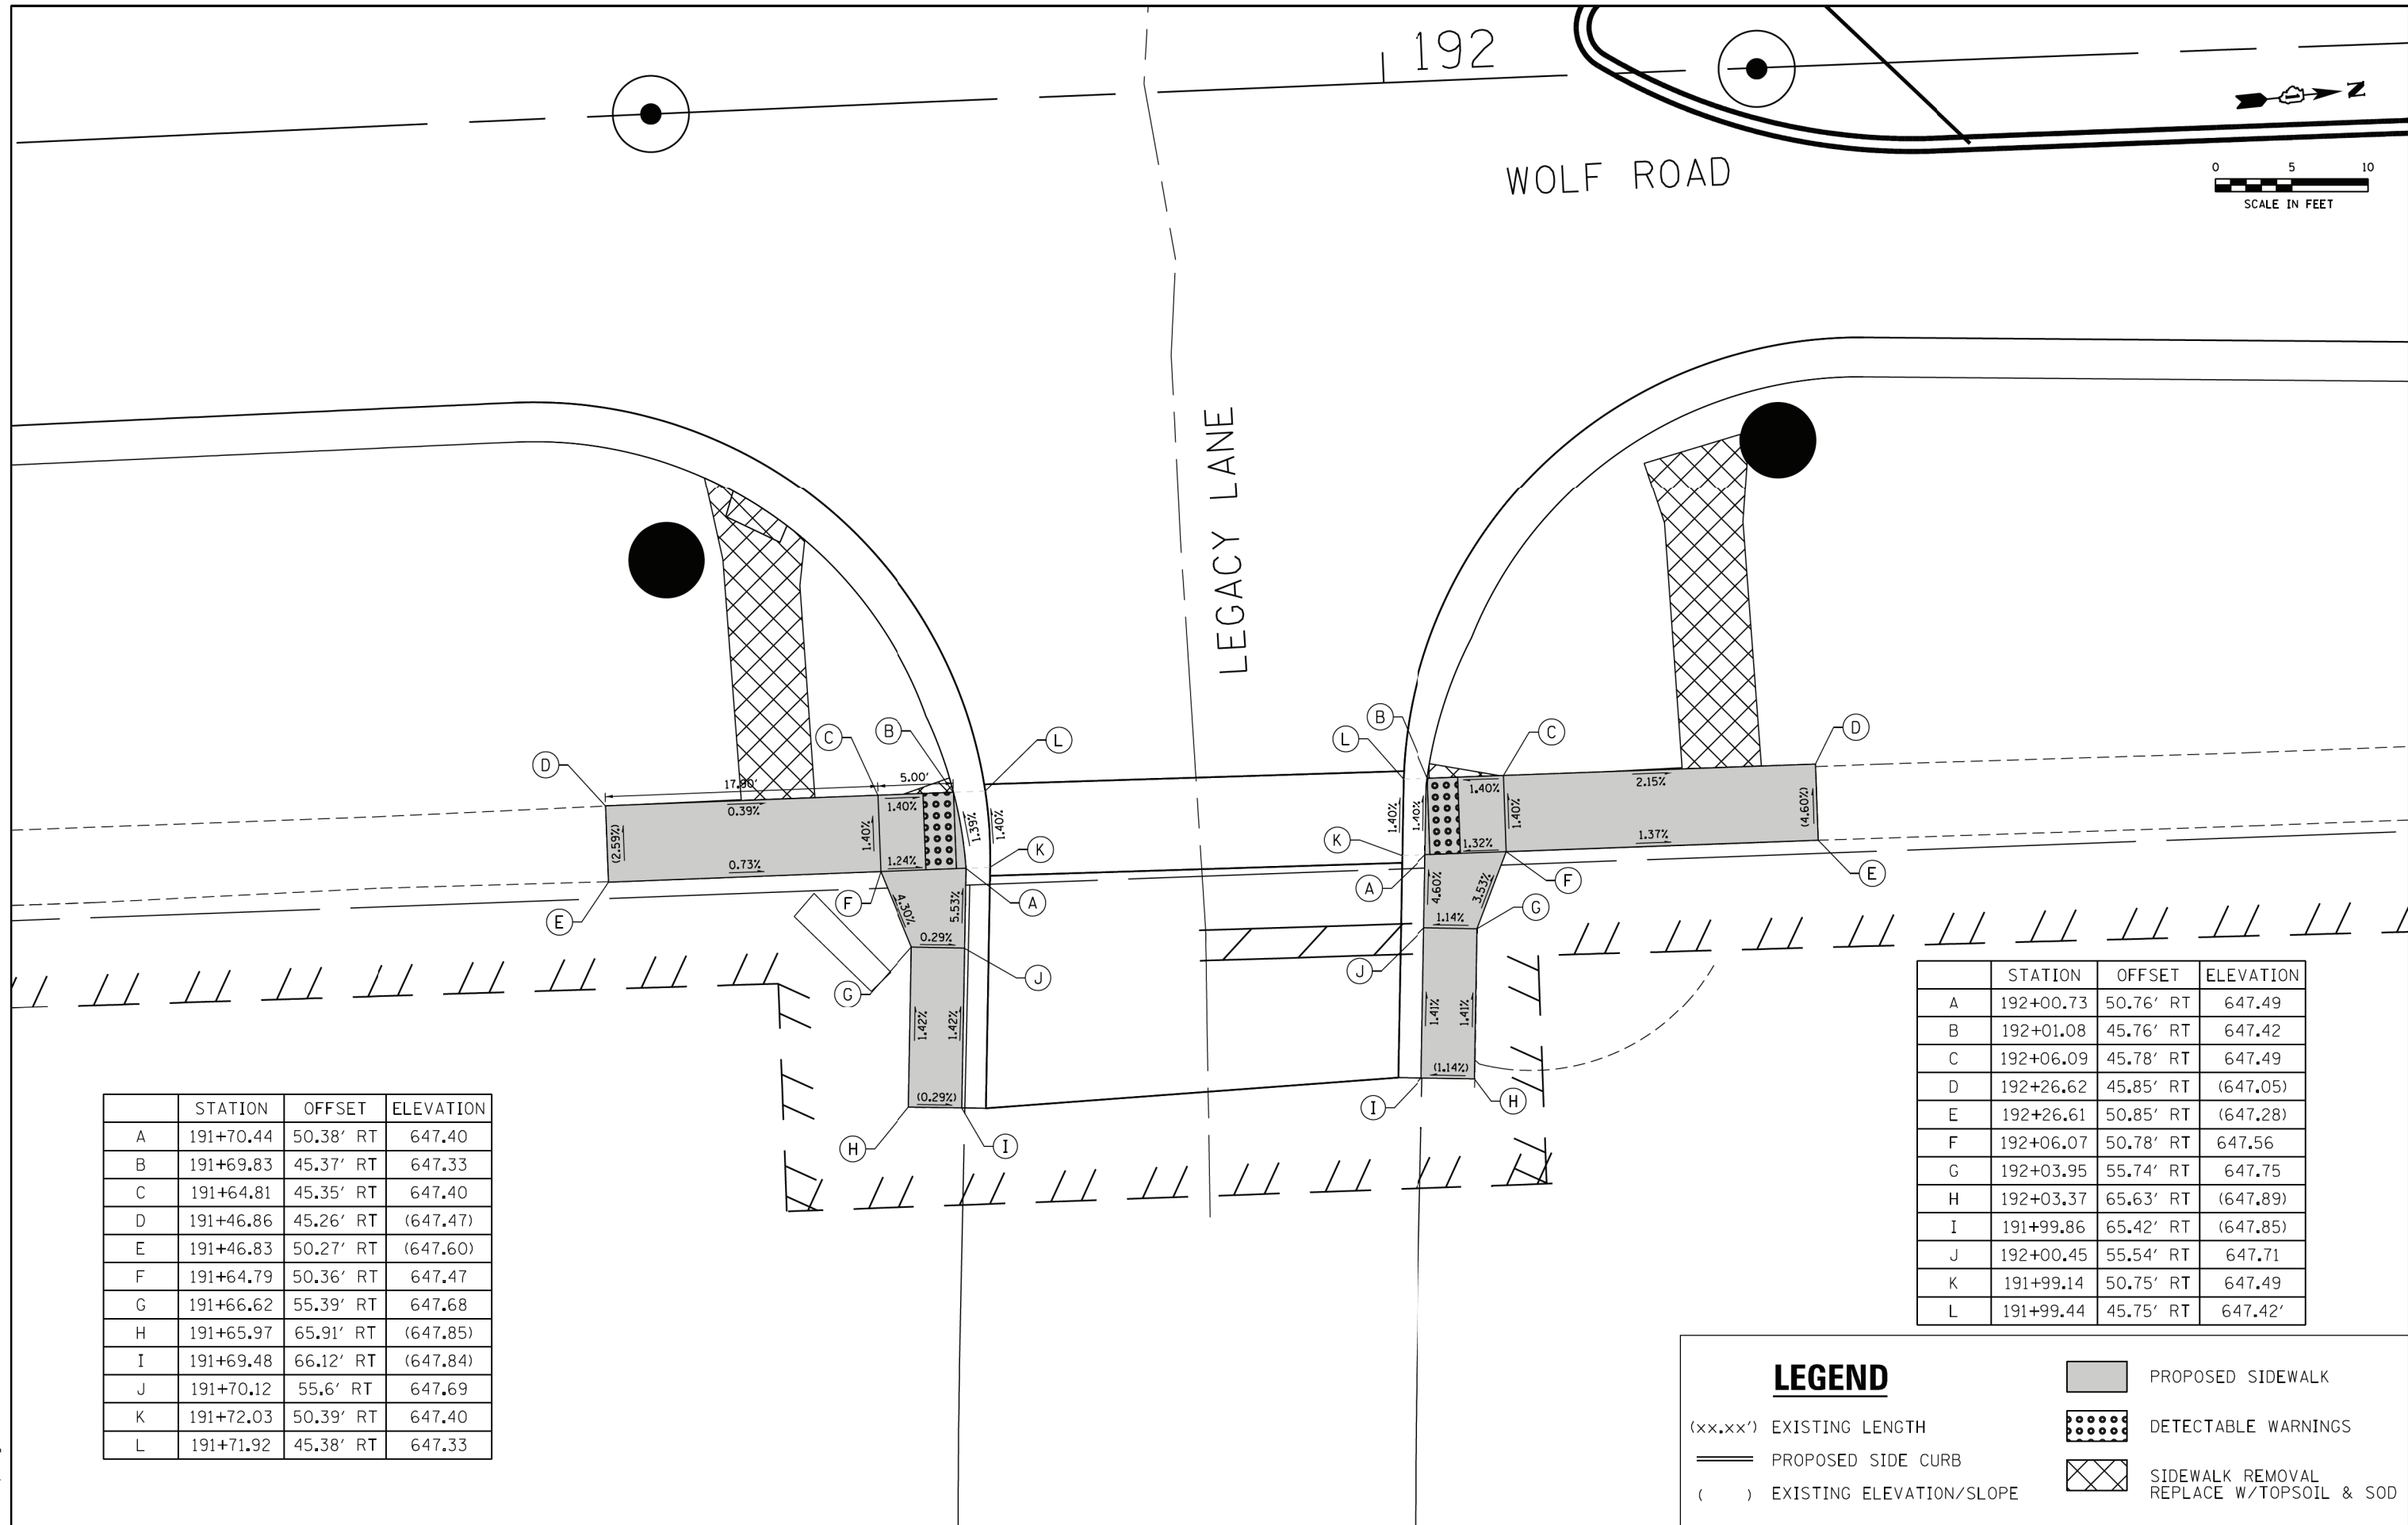 192
N
WOLF ROAD
0 5 10
SCALE IN FEET
LEGACY LANE
D
C
B
L
17.90'
5.00'
0.39%
1.40%
1.39%
1.40%
(2.59%)
1.40%
0.73%
1.24%
K
E
F
A
4.30%
5.53%
0.29%
G
J
1.42%
1.42%
(0.29%)
H
I
B
L
C
D
1.40%
2.15%
1.40%
1.40%
1.40%
(4.60%)
K
1.32%
1.37%
A
F
E
4.60%
3.53%
1.14%
G
J
1.41%
1.41%
(1.14%)
I
H
STATION OFFSET ELEVATION
A 191+70.44 50.38' RT 647.40
B 191+69.83 45.37' RT 647.33
C 191+64.81 45.35' RT 647.40
D 191+46.86 45.26' RT (647.47)
E 191+46.83 50.27' RT (647.60)
F 191+64.79 50.36' RT 647.47
G 191+66.62 55.39' RT 647.68
H 191+65.97 65.91' RT (647.85)
I 191+69.48 66.12' RT (647.84)
J 191+70.12 55.6' RT 647.69
K 191+72.03 50.39' RT 647.40
L 191+71.92 45.38' RT 647.33
STATION OFFSET ELEVATION
A 192+00.73 50.76' RT 647.49
B 192+01.08 45.76' RT 647.42
C 192+06.09 45.78' RT 647.49
D 192+26.62 45.85' RT (647.05)
E 192+26.61 50.85' RT (647.28)
F 192+06.07 50.78' RT 647.56
G 192+03.95 55.74' RT 647.75
H 192+03.37 65.63' RT (647.89)
I 191+99.86 65.42' RT (647.85)
J 192+00.45 55.54' RT 647.71
K 191+99.14 50.75' RT 647.49
L 191+99.44 45.75' RT 647.42'
LEGEND
(xx.xx') EXISTING LENGTH
PROPOSED SIDE CURB
( ) EXISTING ELEVATION/SLOPE
PROPOSED SIDEWALK
DETECTABLE WARNINGS
SIDEWALK REMOVAL
REPLACE W/TOPSOIL & SOD